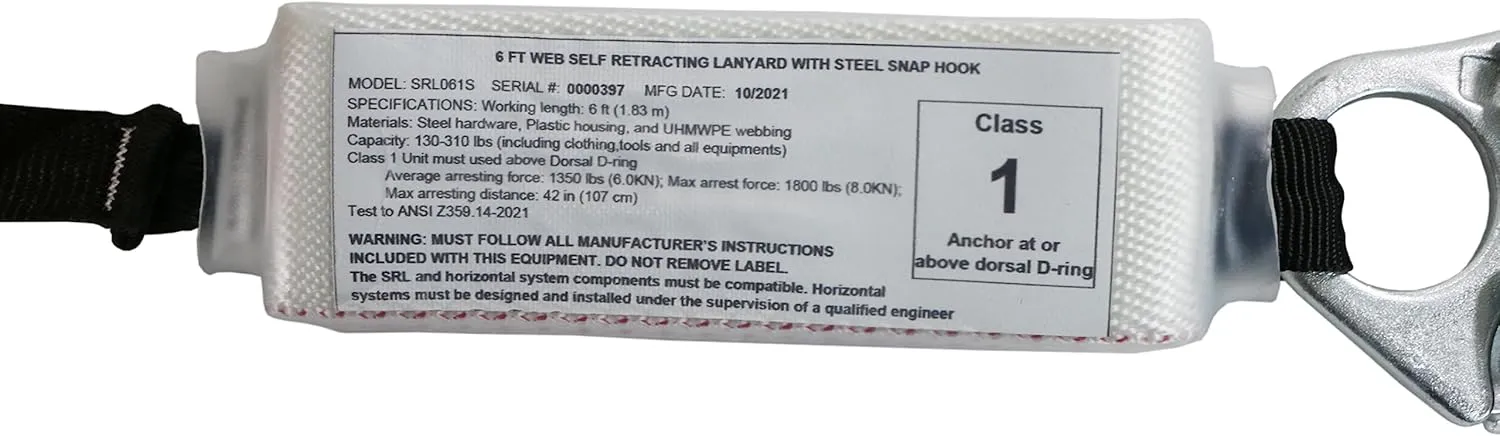 6 FT WEB SELF RETRACTING LANYARD WITH STEEL SNAP HOOK
MODEL: SRL061S SERIAL #: 0000397 MFG DATE: 10/2021
SPECIFICATIONS: Working length: 6 ft (1.83 m)
Materials: Steel hardware, Plastic housing, and UHMWPE webbing
Capacity: 130-310 lbs (including clothing,tools and all equipments)
Class 1 Unit must used above Dorsal D-ring
Average arresting force: 1350 lbs (6.0KN); Max arrest force: 1800 lbs (8.0KN);
Max arresting distance: 42 in (107 cm)
Test to ANSI Z359.14-2021
WARNING: MUST FOLLOW ALL MANUFACTURER'S INSTRUCTIONS
INCLUDED WITH THIS EQUIPMENT. DO NOT REMOVE LABEL.
The SRL and horizontal system components must be compatible. Horizontal
systems must be designed and installed under the supervision of a qualified engineer
Class
1
Anchor at or
above dorsal D-ring